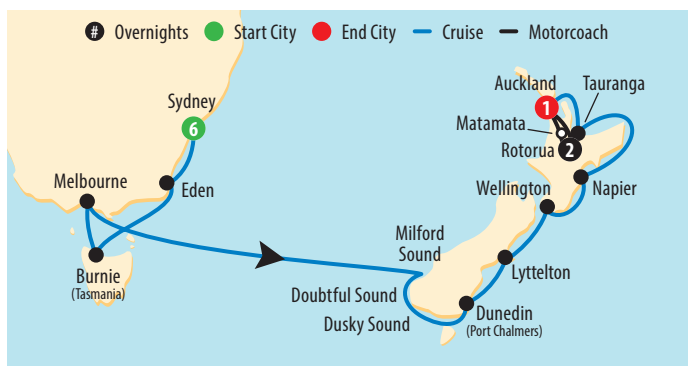 # Overnights Start City End City Cruise Motorcoach
Sydney
6
Eden
Melbourne
Burnie
(Tasmania)
Auckland
1
Tauranga
Matamata
Rotorua 2
Napier
Wellington
Milford
Sound
Lyttelton
Doubtful Sound
Dusky Sound
Dunedin
(Port Chalmers)